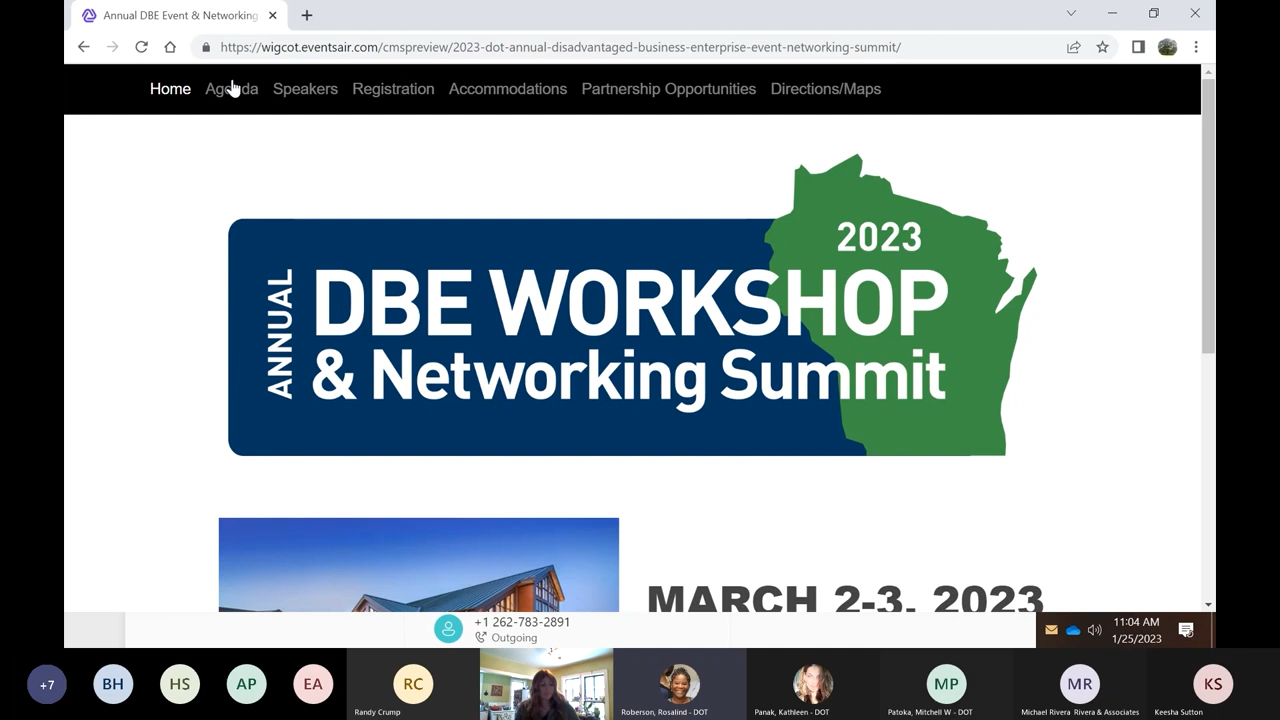 Annual DBE Event & Networking
https://wigcot.eventsair.com/cmspreview/2023-dot-annual-disadvantaged-business-enterprise-event-networking-summit/
Home Agenda Speakers Registration Accommodations Partnership Opportunities Directions/Maps
2023
ANNUAL
DBE WORKSHOP
& Networking Summit
MARCH 2-3, 2023
+1 262-783-2891
Outgoing
11:04 AM
1/25/2023
+7 BH HS AP EA RC MP MR KS
Randy Crump Roberson, Rosalind - DOT Panak, Kathleen - DOT Patoka, Mitchell W - DOT Michael Rivera Rivera & Associates Keesha Sutton